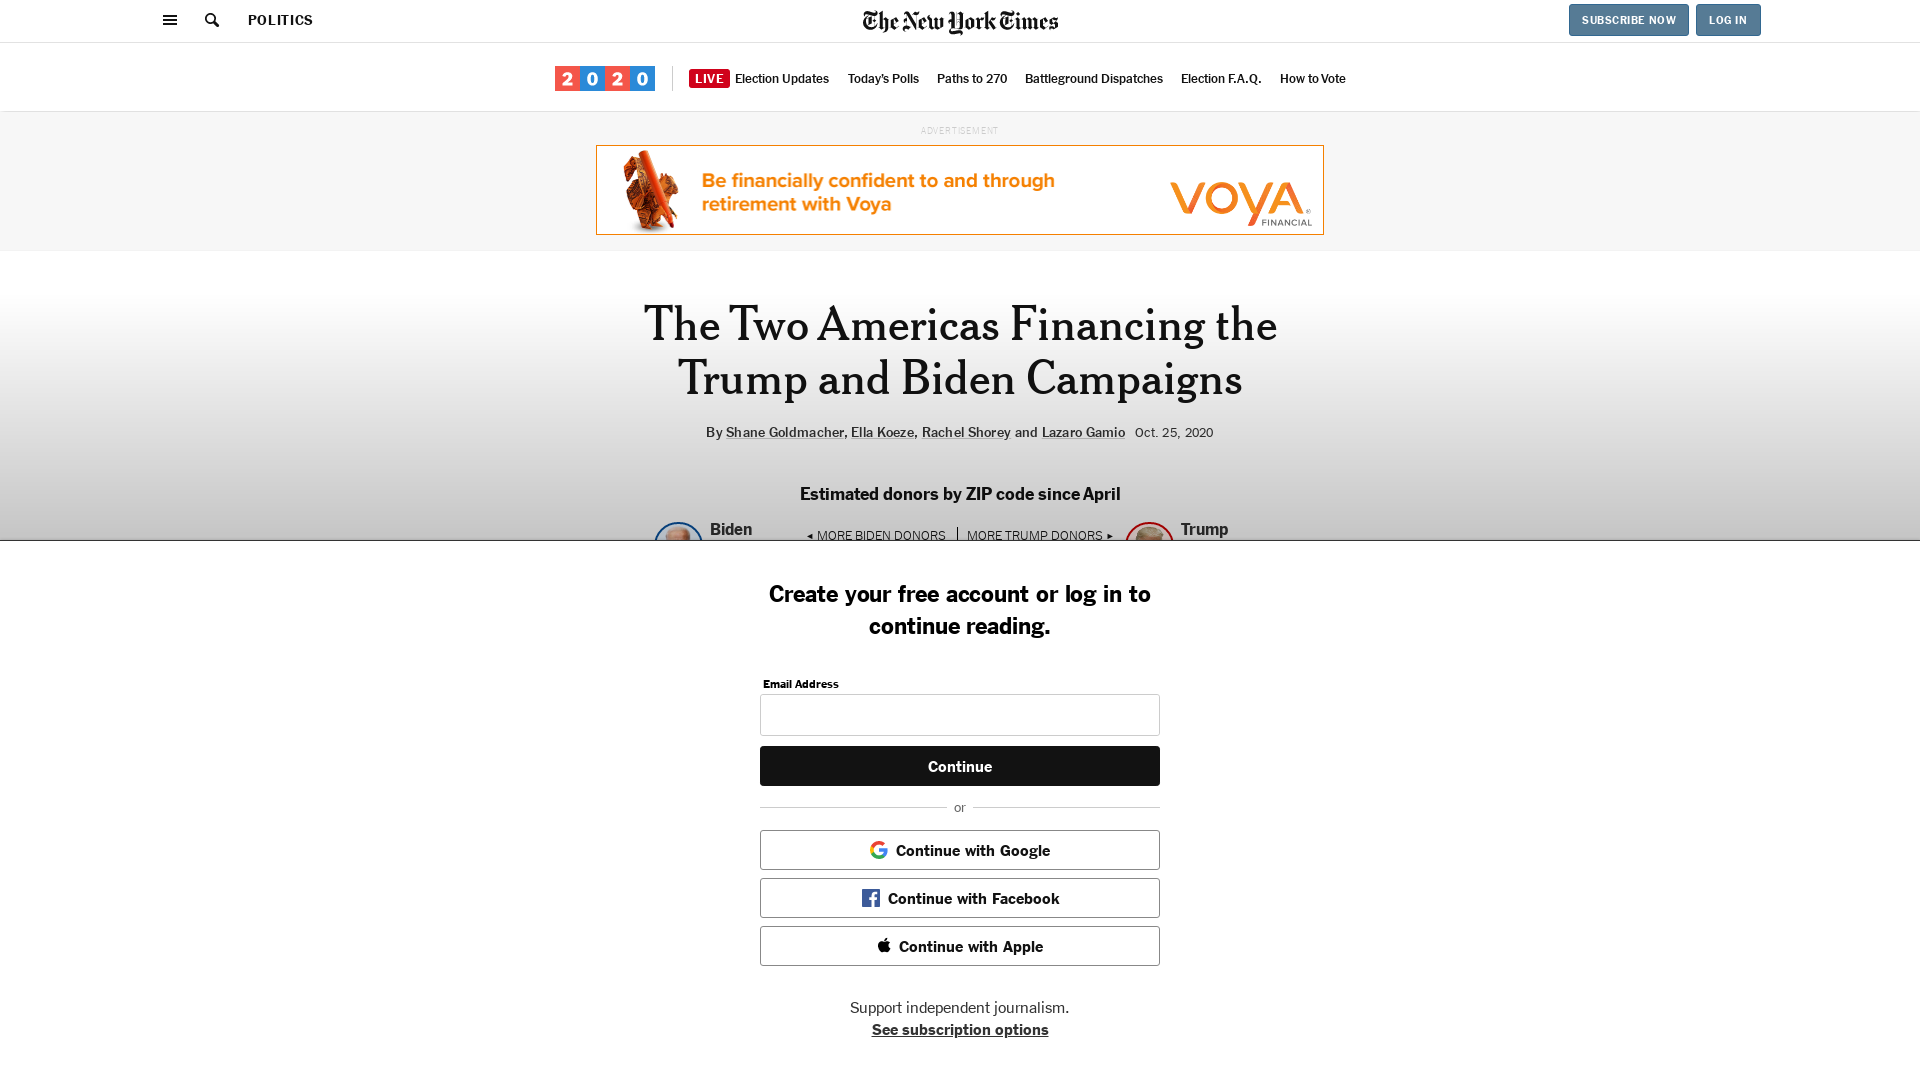 POLITICS
The New York Times
SUBSCRIBE NOW
LOG IN
2020
LIVE Election Updates
Today's Polls
Paths to 270
Battleground Dispatches
Election F.A.Q.
How to Vote
ADVERTISEMENT
Be financially confident to and through
retirement with Voya
VOYA
FINANCIAL
The Two Americas Financing the
Trump and Biden Campaigns
By Shane Goldmacher, Ella Koeze, Rachel Shorey and Lazaro Gamio Oct. 25, 2020
Estimated donors by ZIP code since April
Biden
◄ MORE BIDEN DONORS
MORE TRUMP DONORS ►
Trump
Create your free account or log in to
continue reading.
Email Address
Continue
or
Continue with Google
Continue with Facebook
Continue with Apple
Support independent journalism.
See subscription options